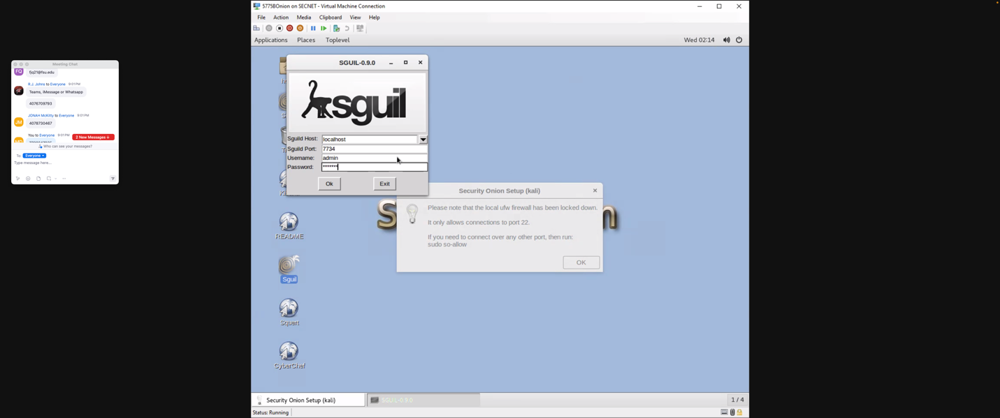 Meeting Chat
FQ
fjq21@fsu.edu
R.J. Johns to Everyone 9:01 PM
Teams, iMessage or Whatsapp
4076709793
JONAH McKitty to Everyone 9:01 PM
JM
4078730467
You to Everyone 9:01 PM
2 New Messages ↓
Who can see your messages?
To: Everyone
Type message here...
5775BOnion on SECNET - Virtual Machine Connection
File Action Media Clipboard View Help
Applications Places Toplevel Wed 02:14
SGUIL-0.9.0
sguil
Sguild Host: localhost
Sguild Port: 7734
Username: admin
Password: *******
Ok Exit
Security Onion Setup (kali)
Please note that the local ufw firewall has been locked down.
It only allows connections to port 22.
If you need to connect over any other port, then run:
sudo so-allow
OK
README
Sguil
Squert
CyberChef
Security Onion Setup (kali) SGUIL-0.9.0 1 / 4
Status: Running